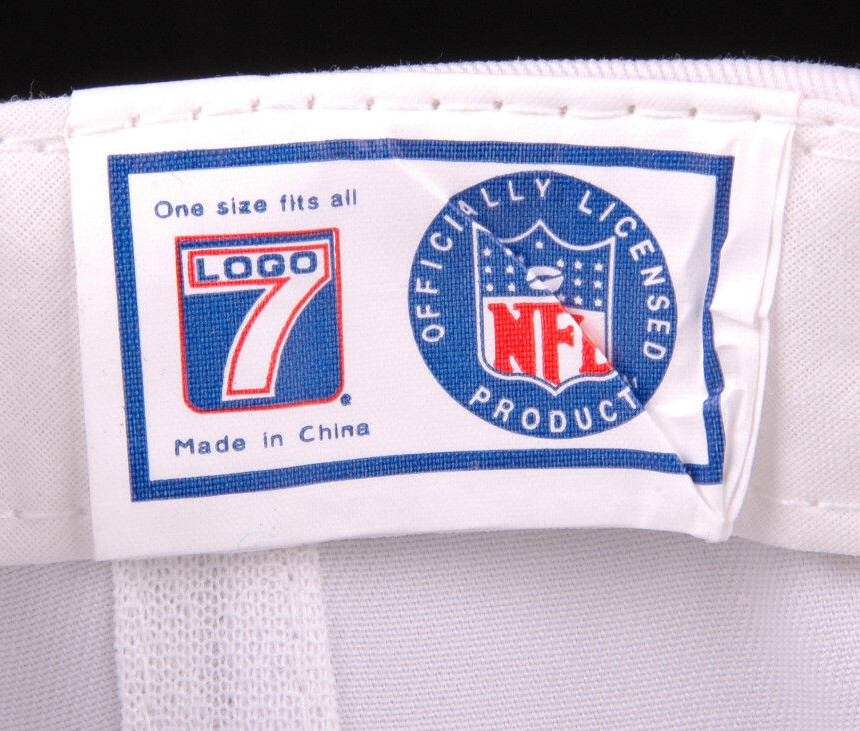 One size fits all
LOGO
7
®
Made in China
OFFICIALLY LICENSED
NFL
PRODUCT